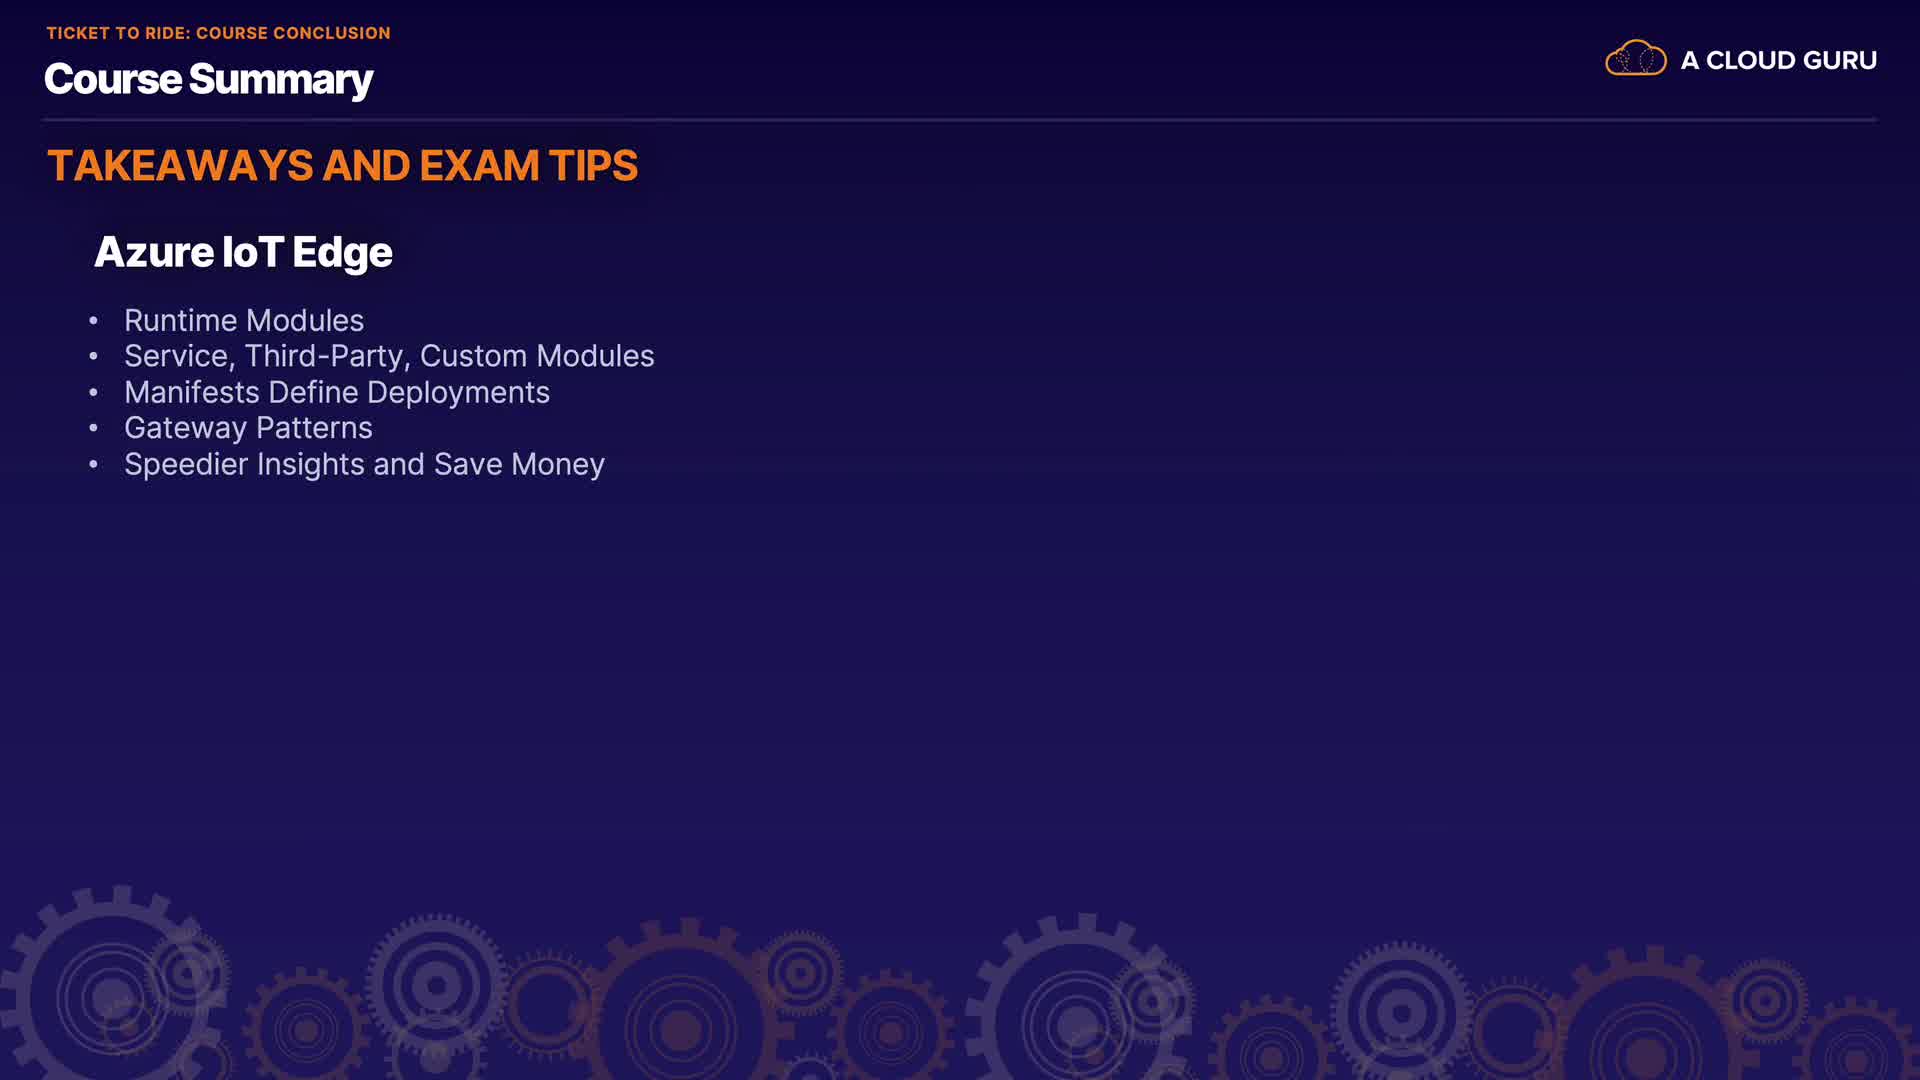 TICKET TO RIDE: COURSE CONCLUSION
Course Summary
A CLOUD GURU
TAKEAWAYS AND EXAM TIPS
Azure IoT Edge
• Runtime Modules
• Service, Third-Party, Custom Modules
• Manifests Define Deployments
• Gateway Patterns
• Speedier Insights and Save Money